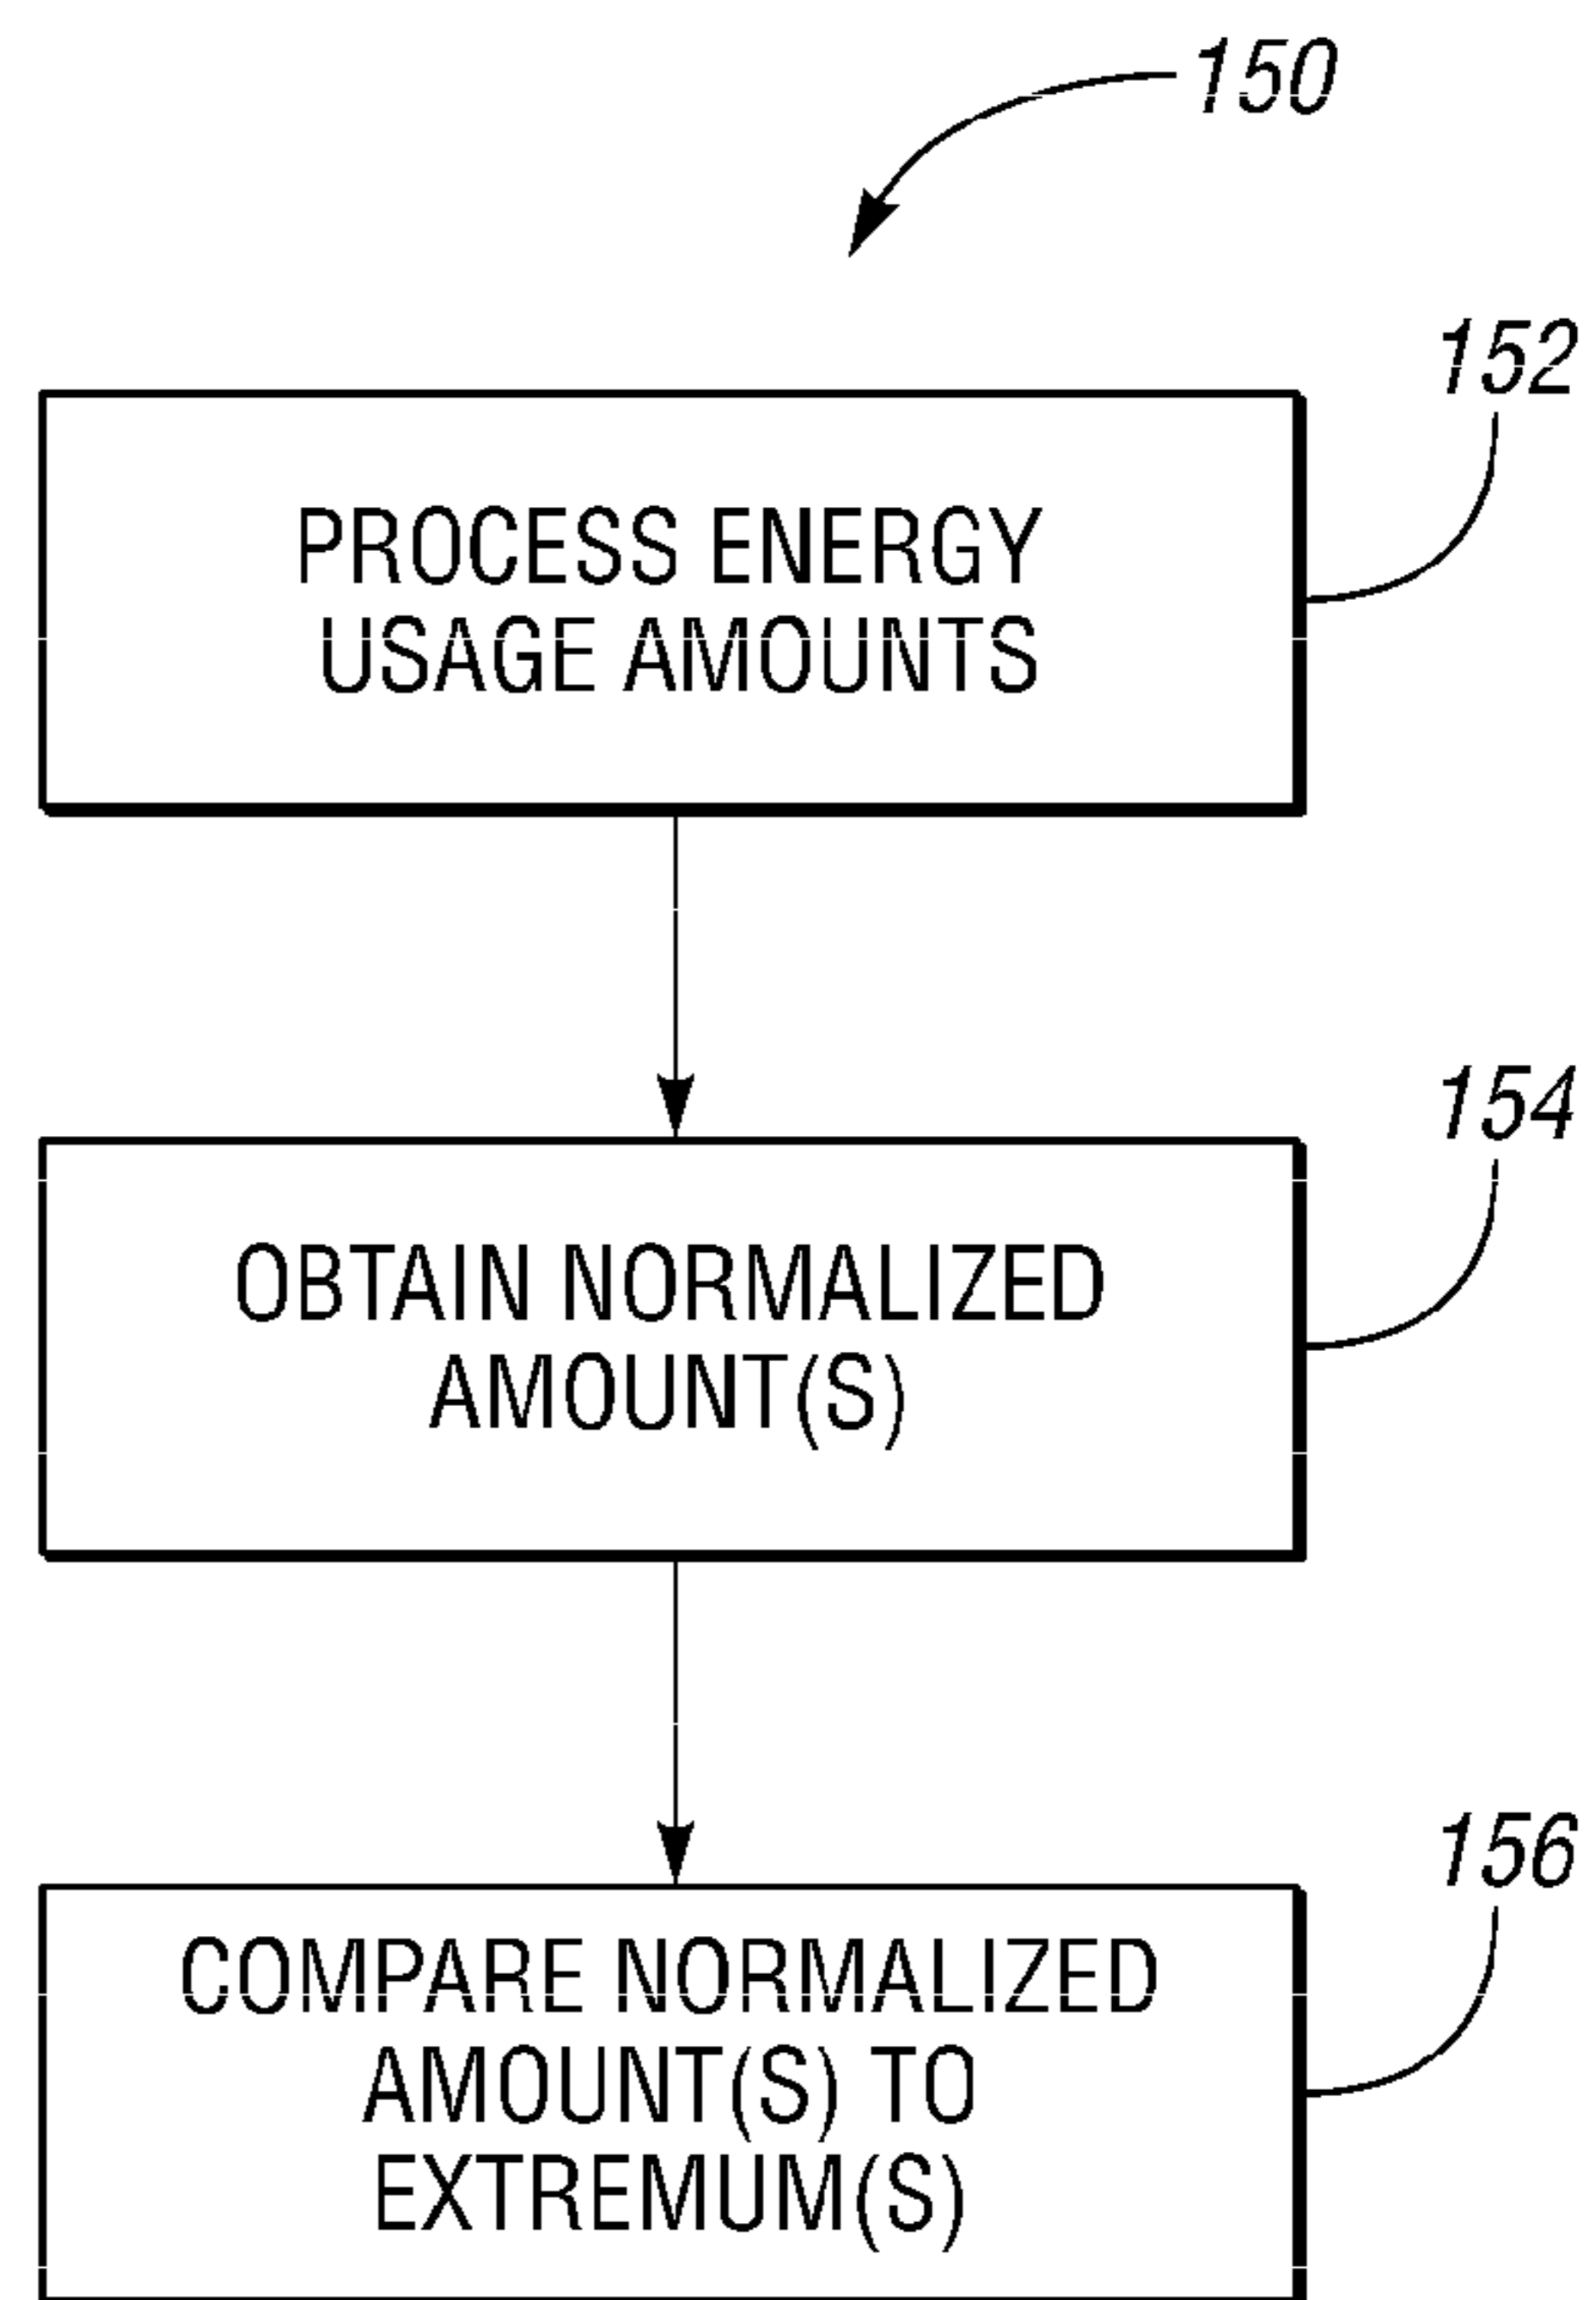 150
152
PROCESS ENERGY
USAGE AMOUNTS
154
OBTAIN NORMALIZED
AMOUNT(S)
156
COMPARE NORMALIZED
AMOUNT(S) TO
EXTREMUM(S)